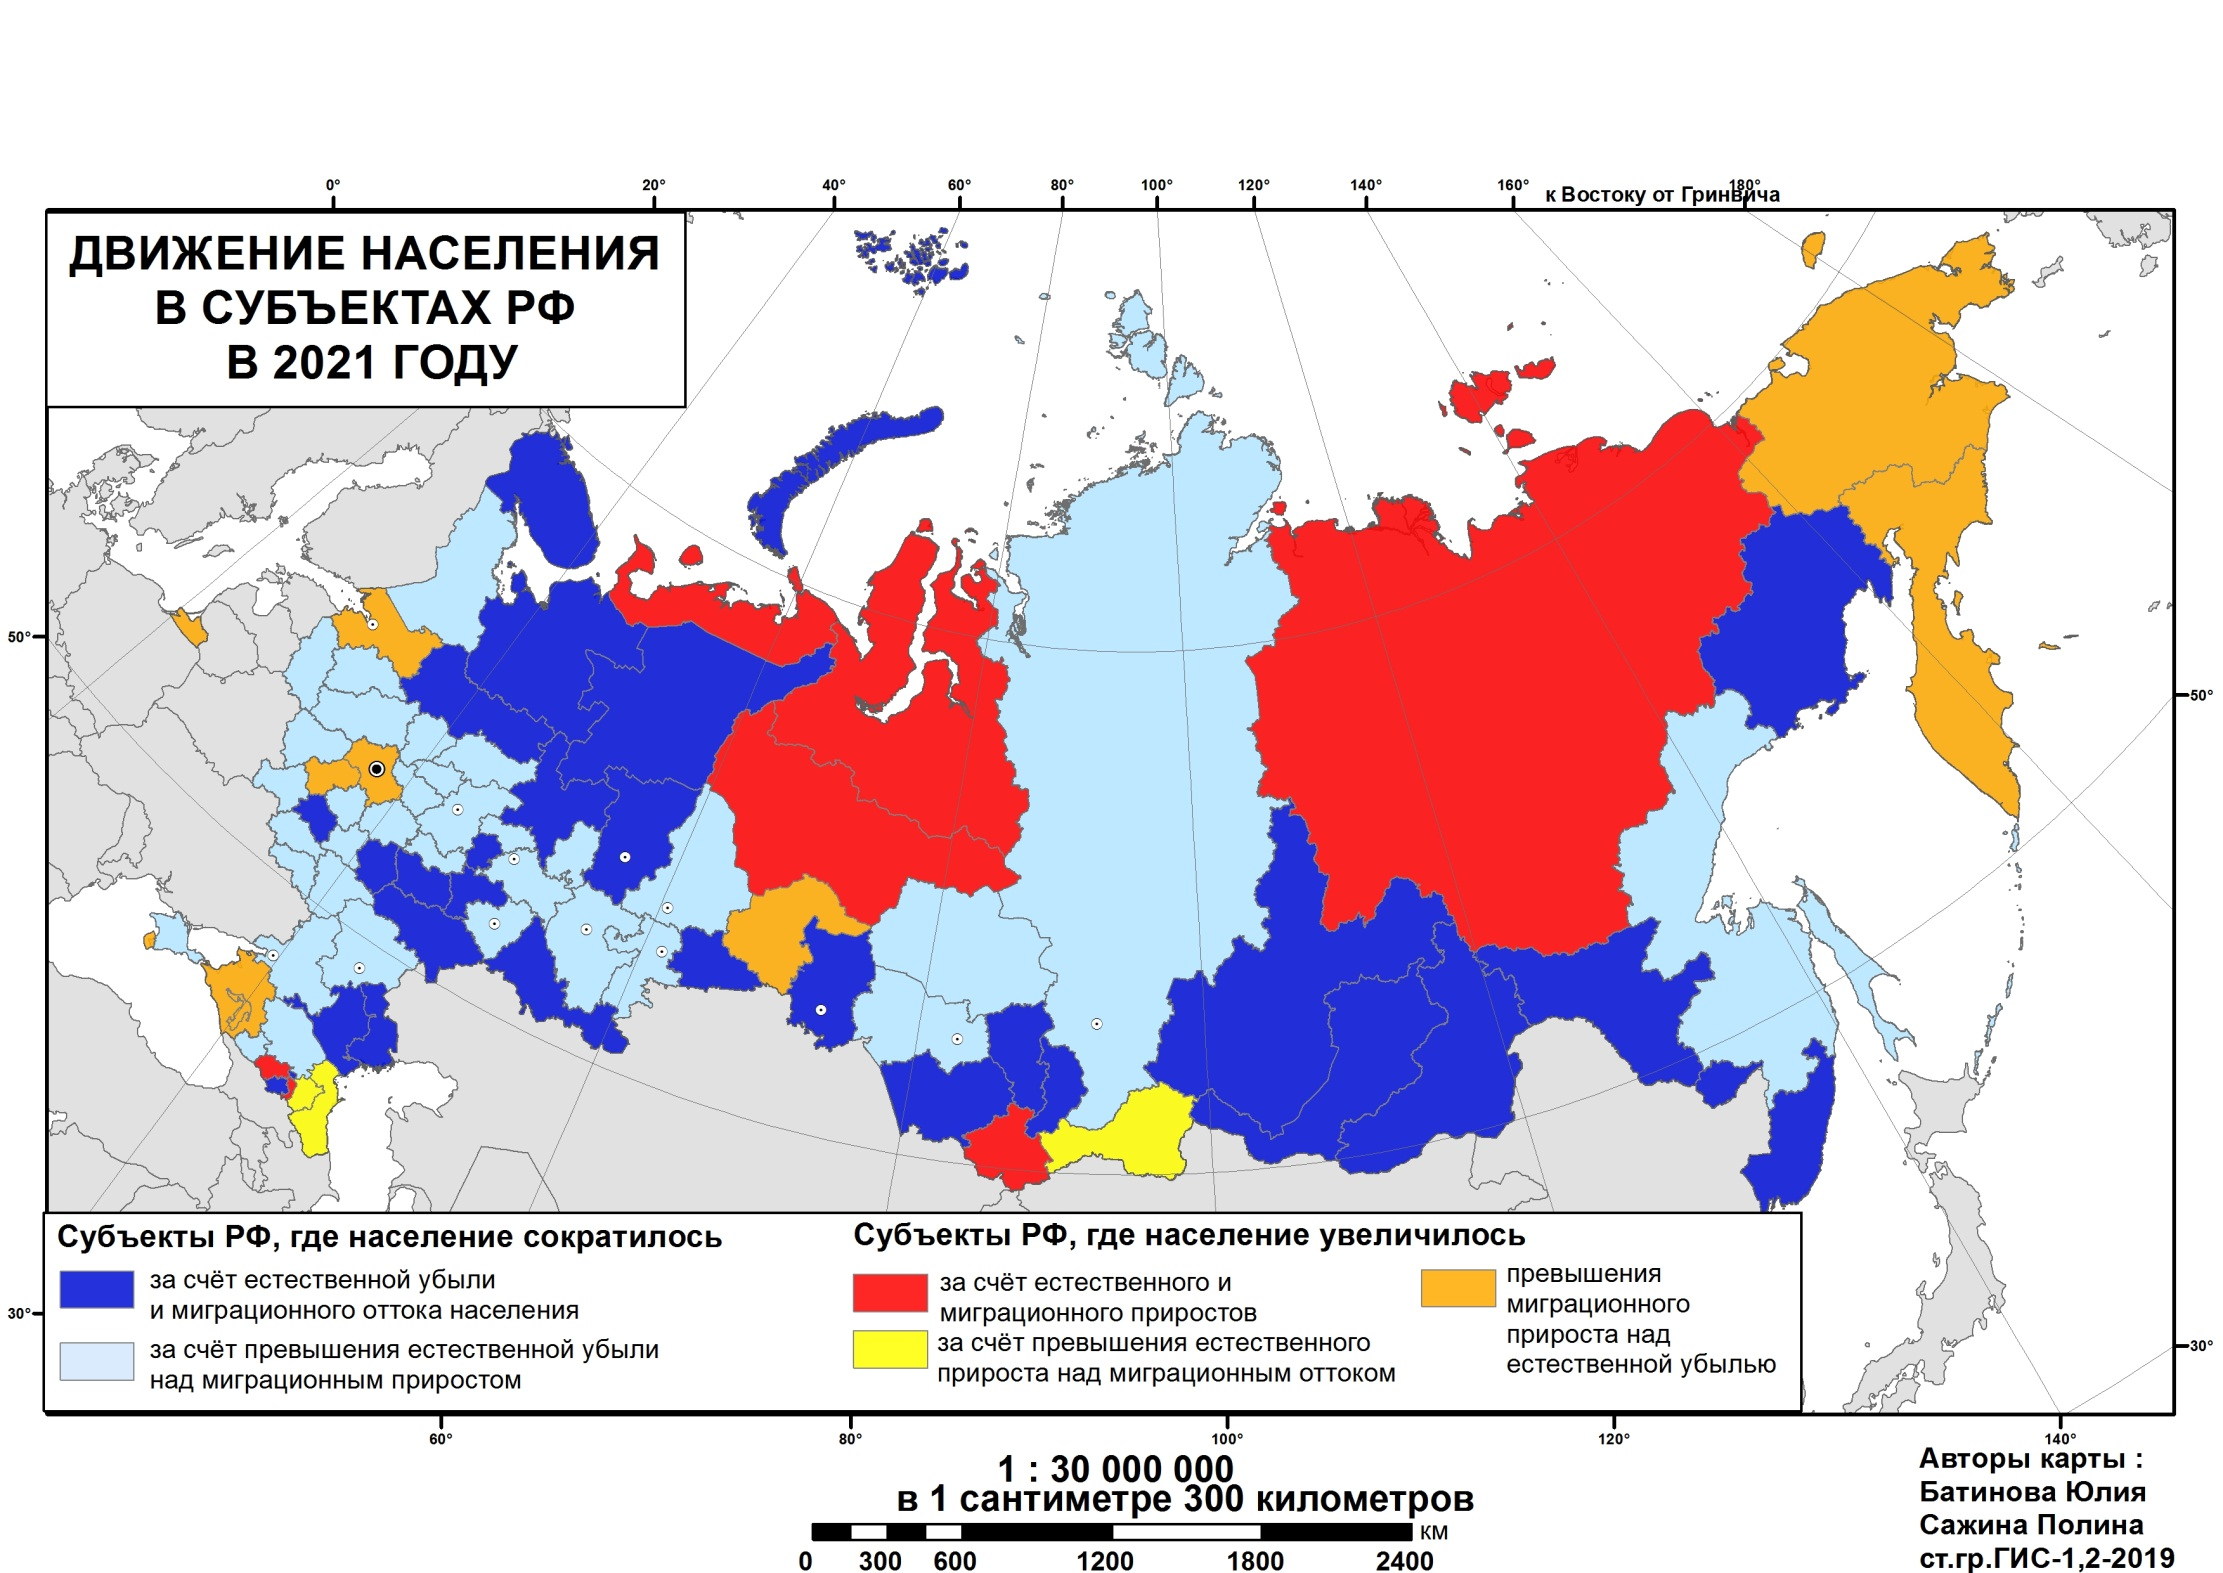 0° 20° 40° 60° 80° 100° 120° 140° 160° 180°
к Востоку от Гринвича
ДВИЖЕНИЕ НАСЕЛЕНИЯ
В СУБЪЕКТАХ РФ
В 2021 ГОДУ
50° 50°
Субъекты РФ, где население сократилось
за счёт естественной убыли
и миграционного оттока населения
за счёт превышения естественной убыли
над миграционным приростом
Субъекты РФ, где население увеличилось
за счёт естественного и
миграционного приростов
за счёт превышения естественного
прироста над миграционным оттоком
превышения
миграционного
прироста над
естественной убылью
30° 30°
60° 80° 100° 120° 140°
1 : 30 000 000
в 1 сантиметре 300 километров
км
0 300 600 1200 1800 2400
Авторы карты :
Батинова Юлия
Сажина Полина
ст.гр.ГИС-1,2-2019